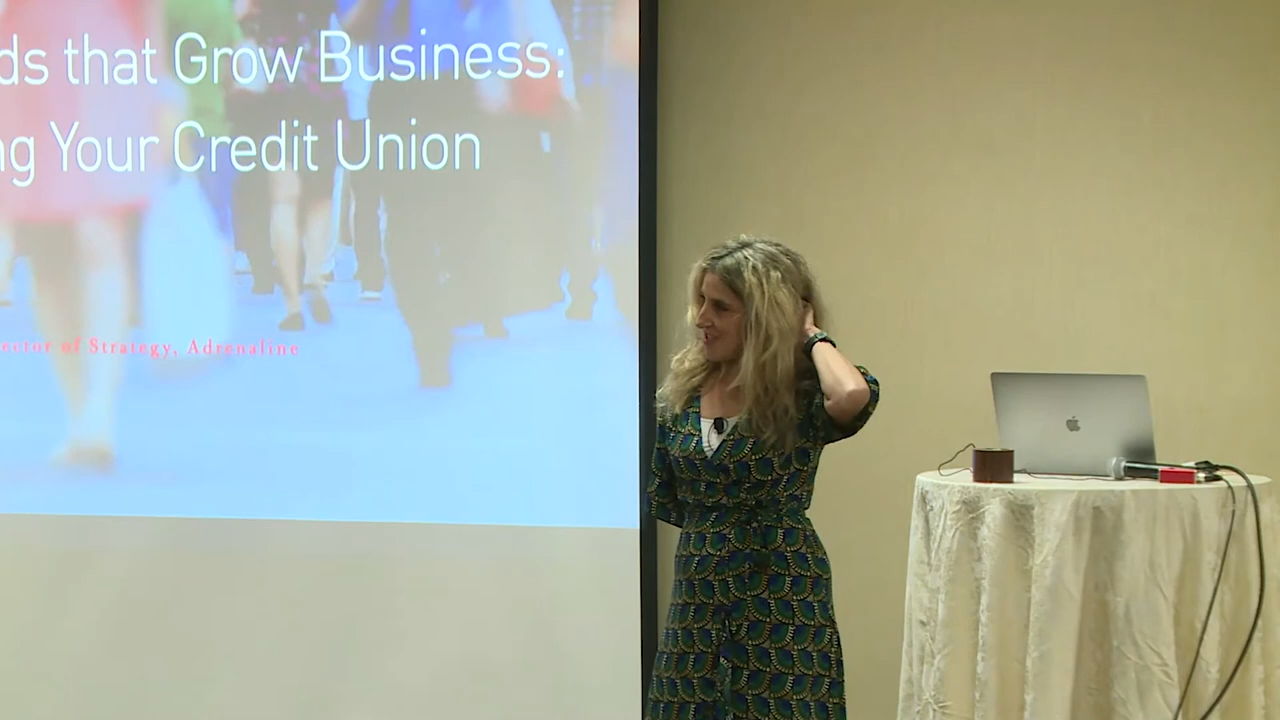 ds that Grow Business:
ng Your Credit Union
ector of Strategy, Adrenaline